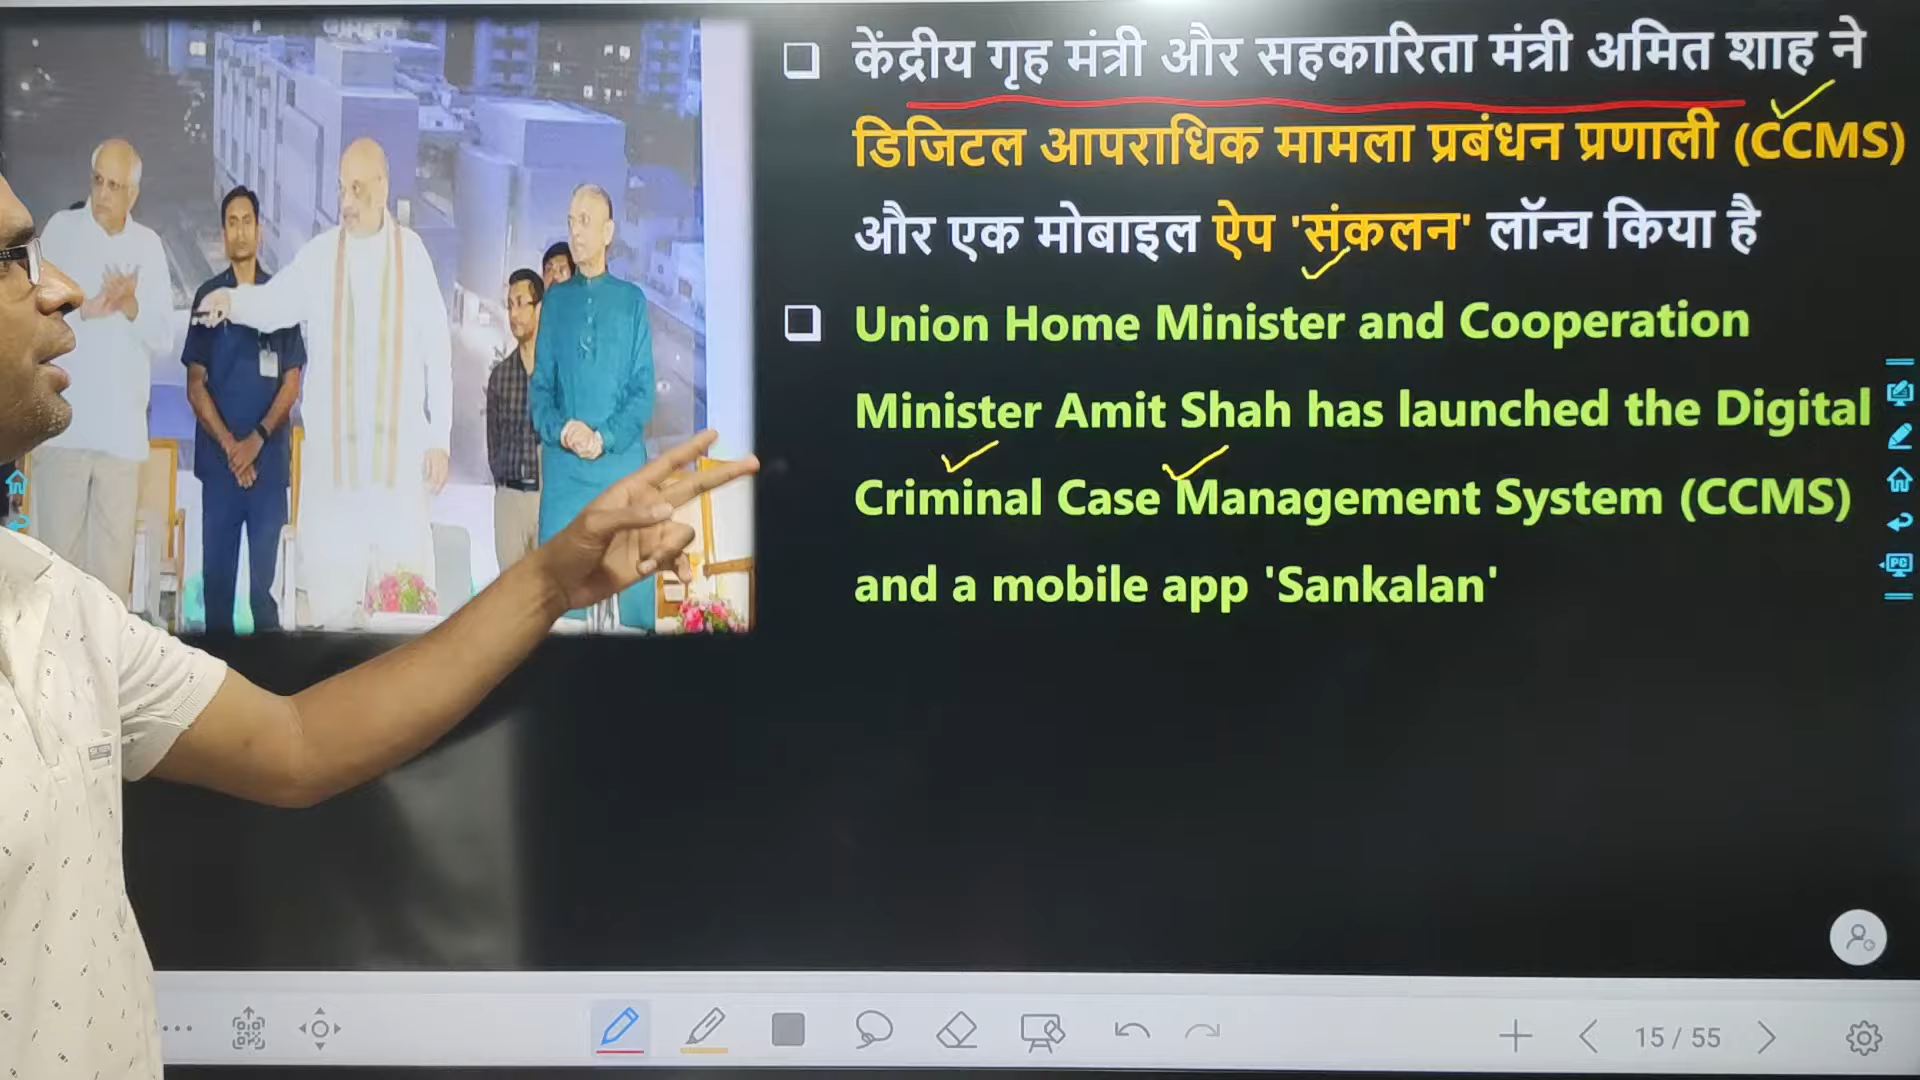 केंद्रीय गृह मंत्री और सहकारिता मंत्री अमित शाह ने
डिजिटल आपराधिक मामला प्रबंधन प्रणाली (CCMS)
और एक मोबाइल ऐप 'संकलन' लॉन्च किया है
Union Home Minister and Cooperation
Minister Amit Shah has launched the Digital
Criminal Case Management System (CCMS)
and a mobile app 'Sankalan'
PC
15 / 55